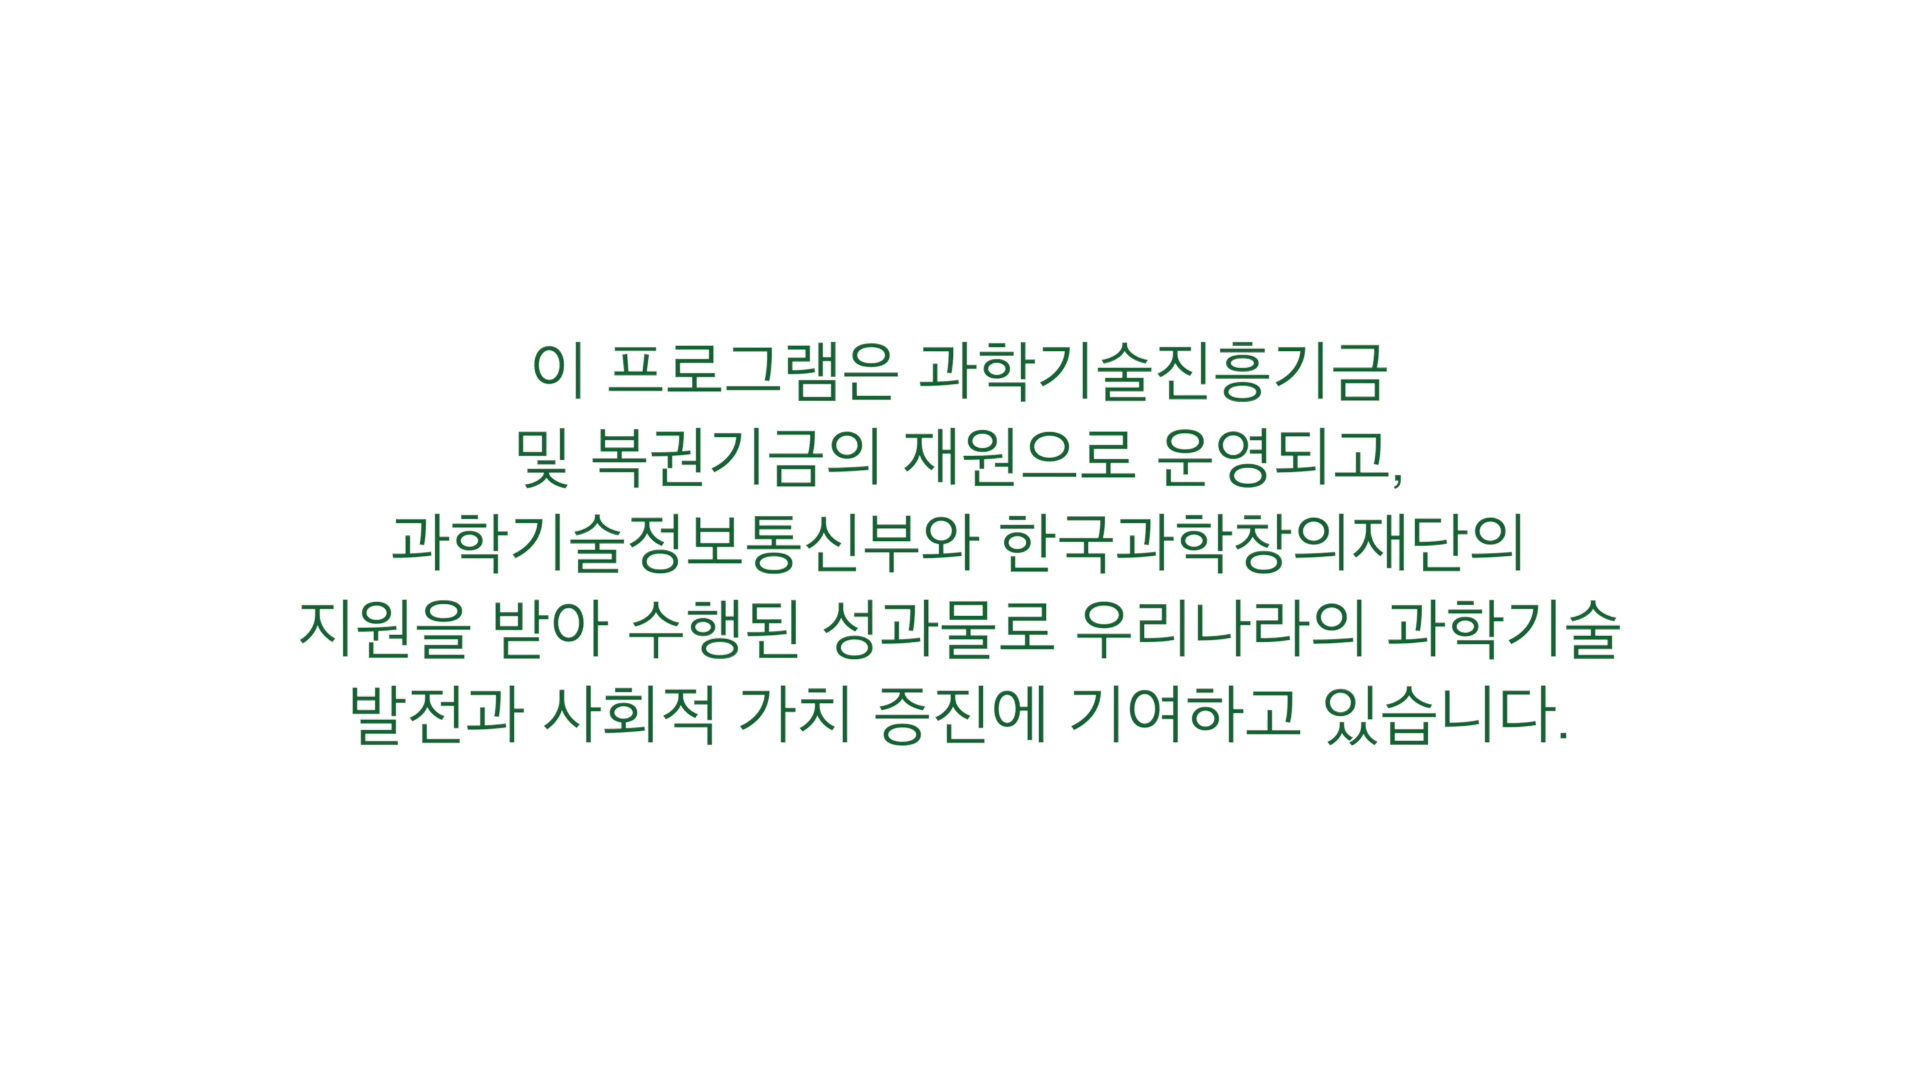 이 프로그램은 과학기술진흥기금
및 복권기금의 재원으로 운영되고,
과학기술정보통신부와 한국과학창의재단의
지원을 받아 수행된 성과물로 우리나라의 과학기술
발전과 사회적 가치 증진에 기여하고 있습니다.